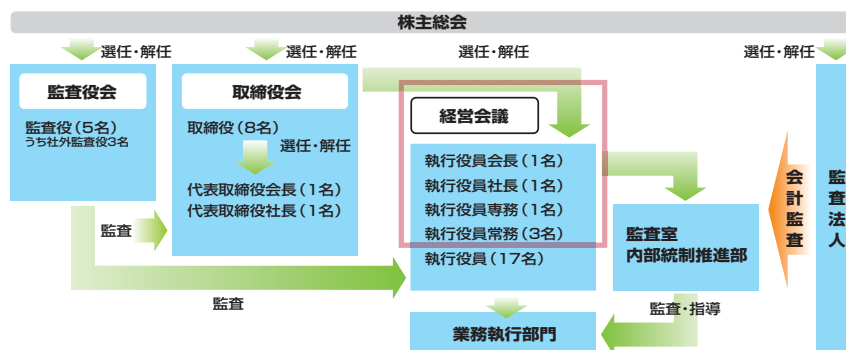 株主総会
選任・解任
選任・解任
選任・解任
選任・解任
監査役会
監査役(5名)
うち社外監査役3名
取締役会
取締役(8名)
選任・解任
代表取締役会長(1名)
代表取締役社長(1名)
経営会議
執行役員会長(1名)
執行役員社長(1名)
執行役員専務(1名)
執行役員常務(3名)
執行役員(17名)
監査室
内部統制推進部
会計監査
監査法人
監査
監査
監査・指導
業務執行部門